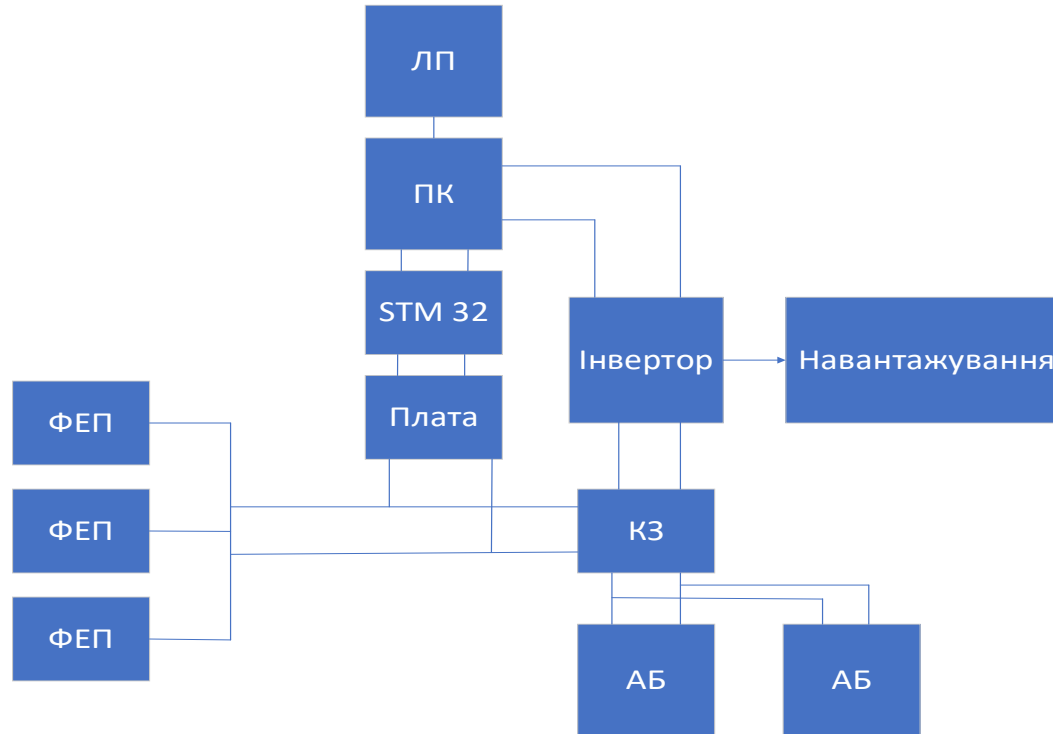 ЛП
ПК
STM 32
Інвертор
Навантажування
Плата
ФЕП
ФЕП
КЗ
ФЕП
АБ
АБ